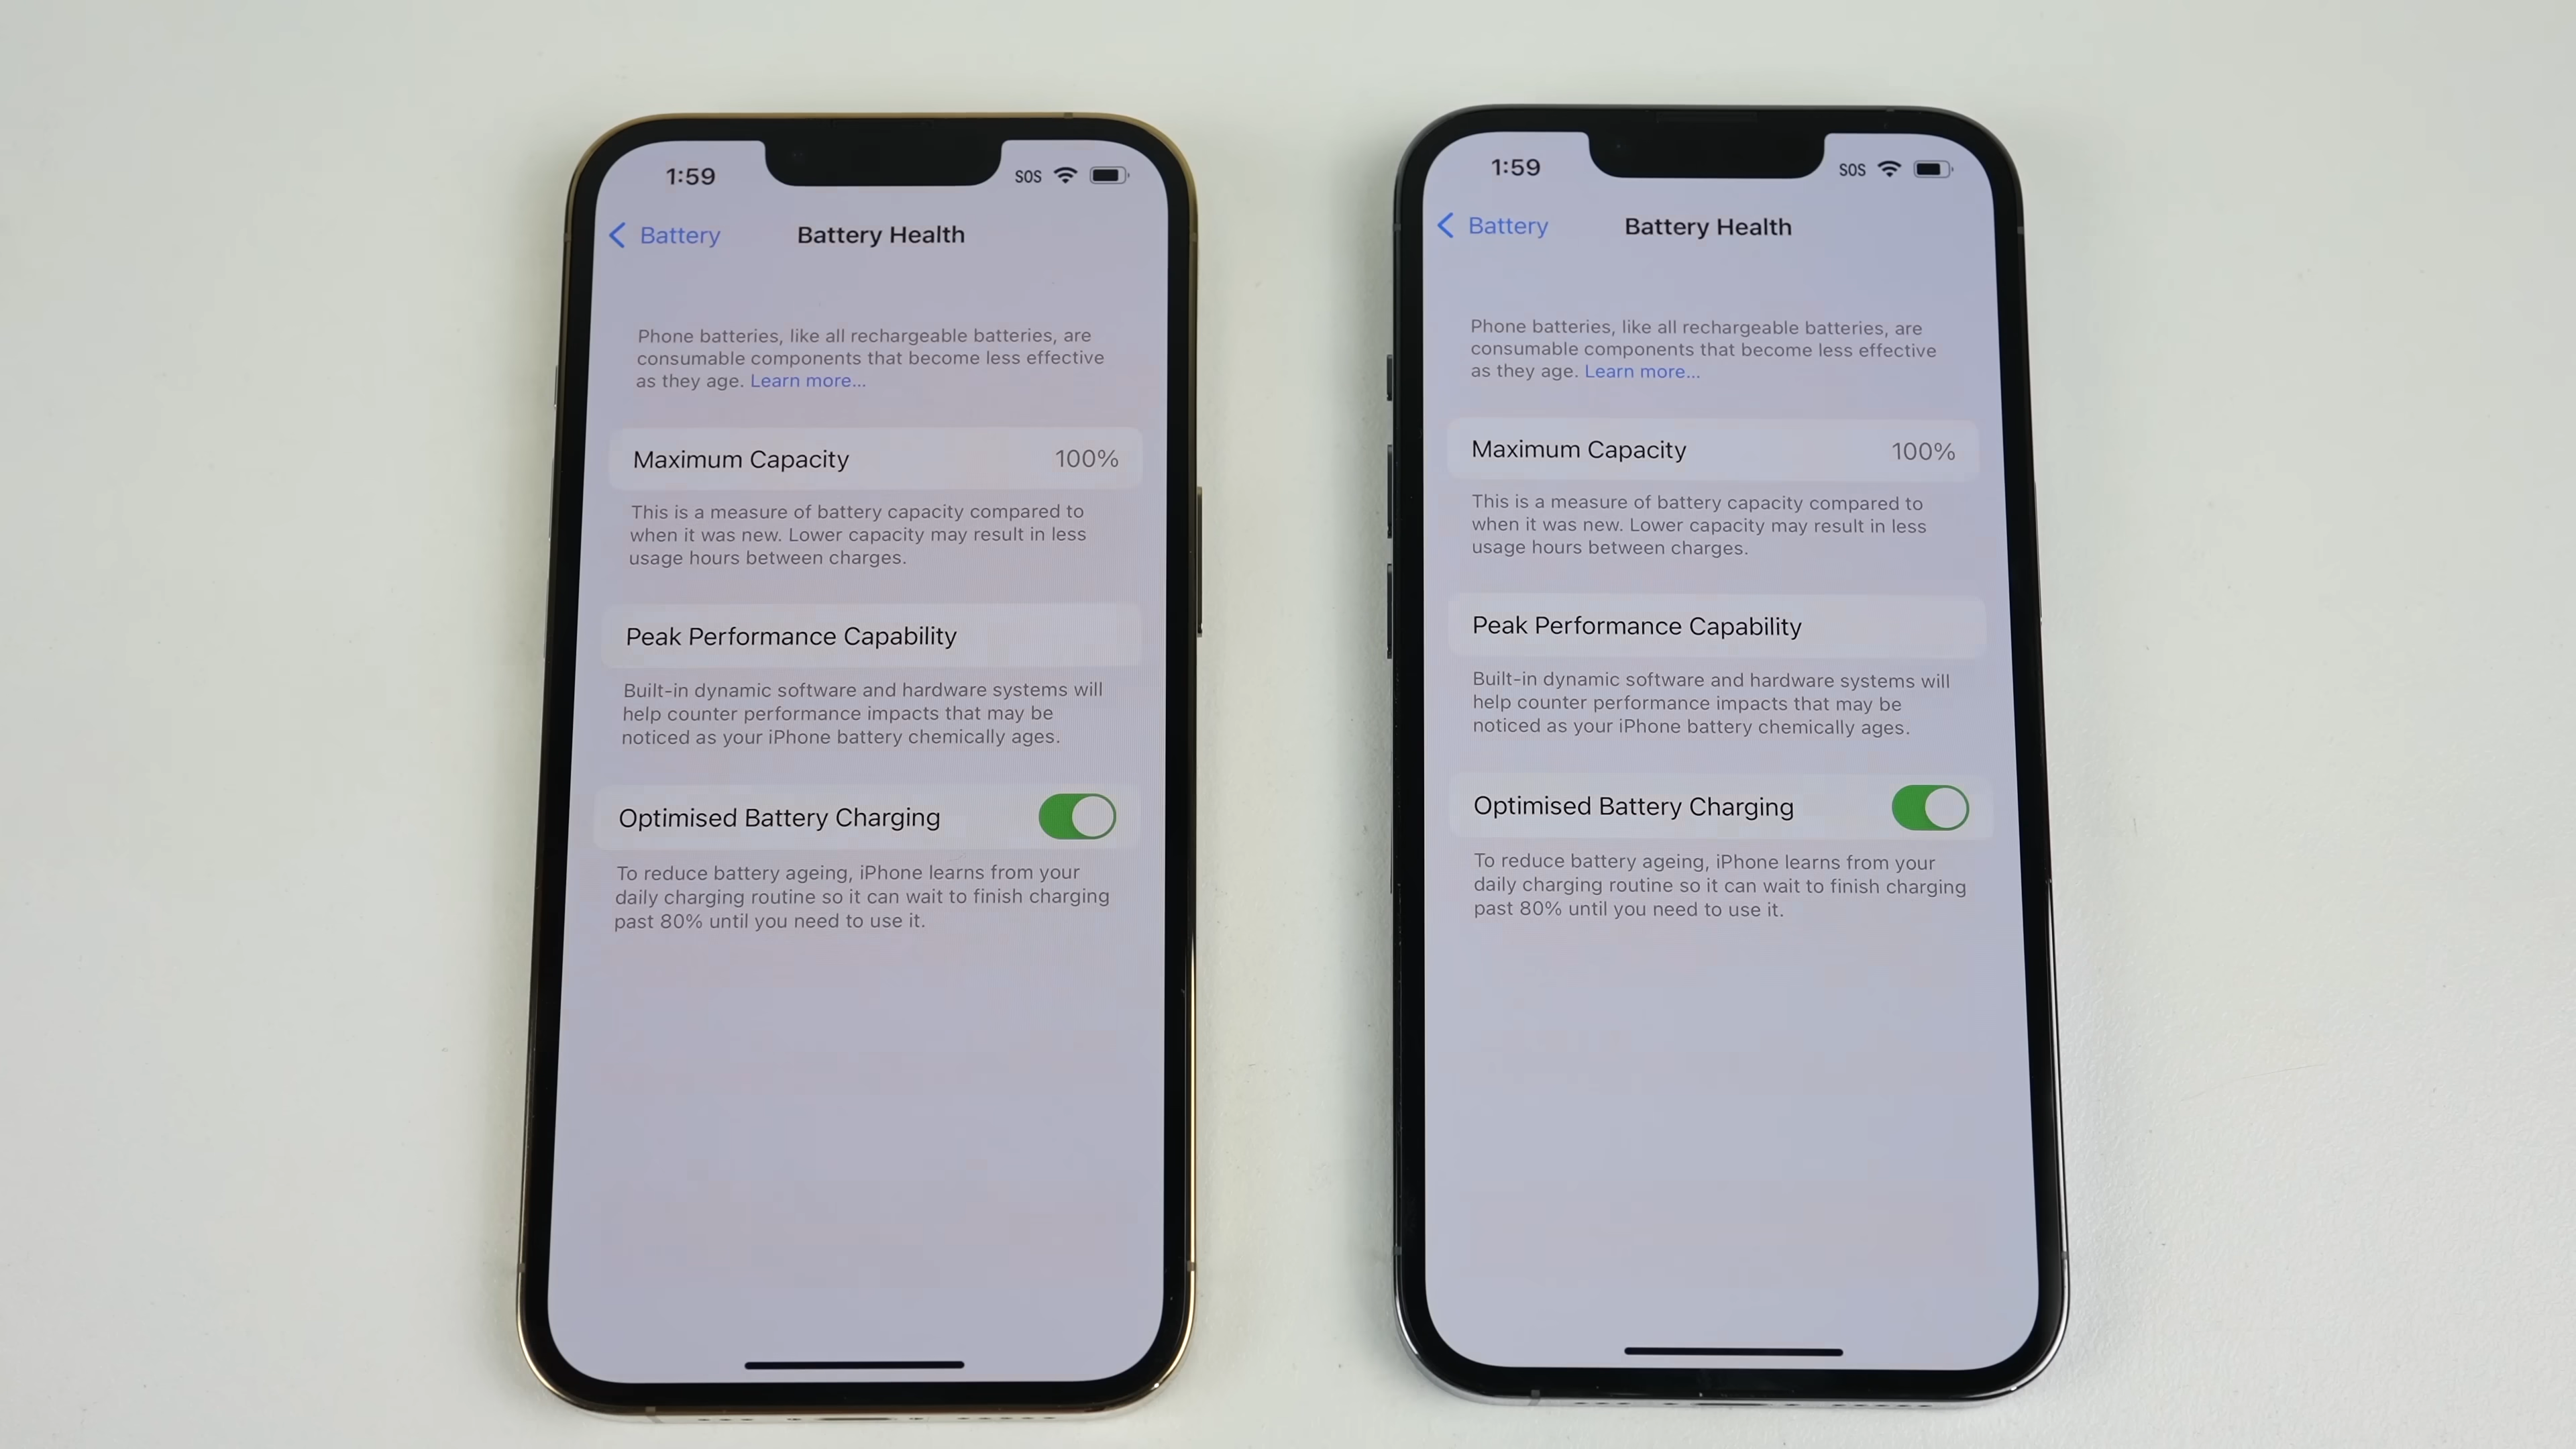 1:59
SOS
Battery
Battery Health
Phone batteries, like all rechargeable batteries, are
consumable components that become less effective
as they age. Learn more...
Maximum Capacity 100%
This is a measure of battery capacity compared to
when it was new. Lower capacity may result in less
usage hours between charges.
Peak Performance Capability
Built-in dynamic software and hardware systems will
help counter performance impacts that may be
noticed as your iPhone battery chemically ages.
Optimised Battery Charging
To reduce battery ageing, iPhone learns from your
daily charging routine so it can wait to finish charging
past 80% until you need to use it.
1:59
SOS
Battery
Battery Health
Phone batteries, like all rechargeable batteries, are
consumable components that become less effective
as they age. Learn more...
Maximum Capacity 100%
This is a measure of battery capacity compared to
when it was new. Lower capacity may result in less
usage hours between charges.
Peak Performance Capability
Built-in dynamic software and hardware systems will
help counter performance impacts that may be
noticed as your iPhone battery chemically ages.
Optimised Battery Charging
To reduce battery ageing, iPhone learns from your
daily charging routine so it can wait to finish charging
past 80% until you need to use it.